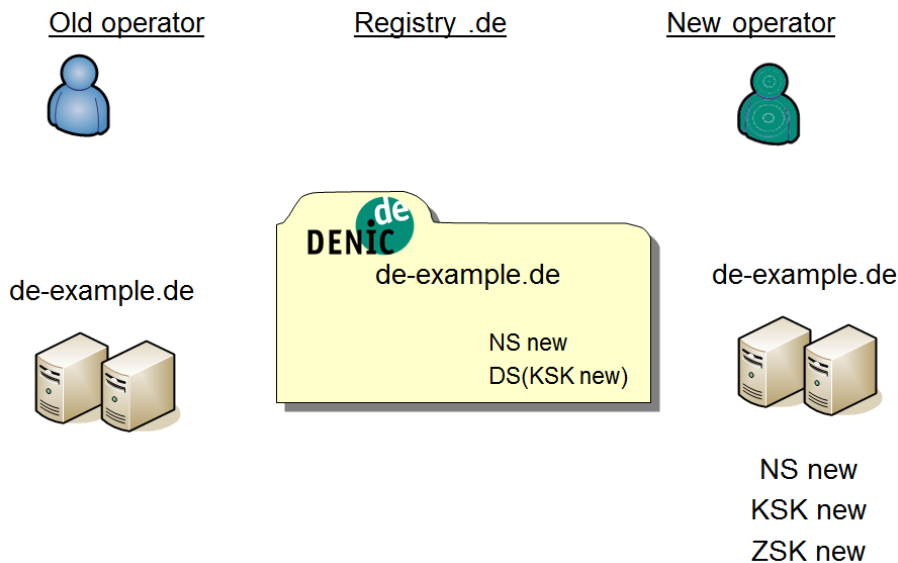 Old operator
Registry .de
New operator
de
DENIC
de-example.de
de-example.de
de-example.de
NS new
DS(KSK new)
NS new
KSK new
ZSK new